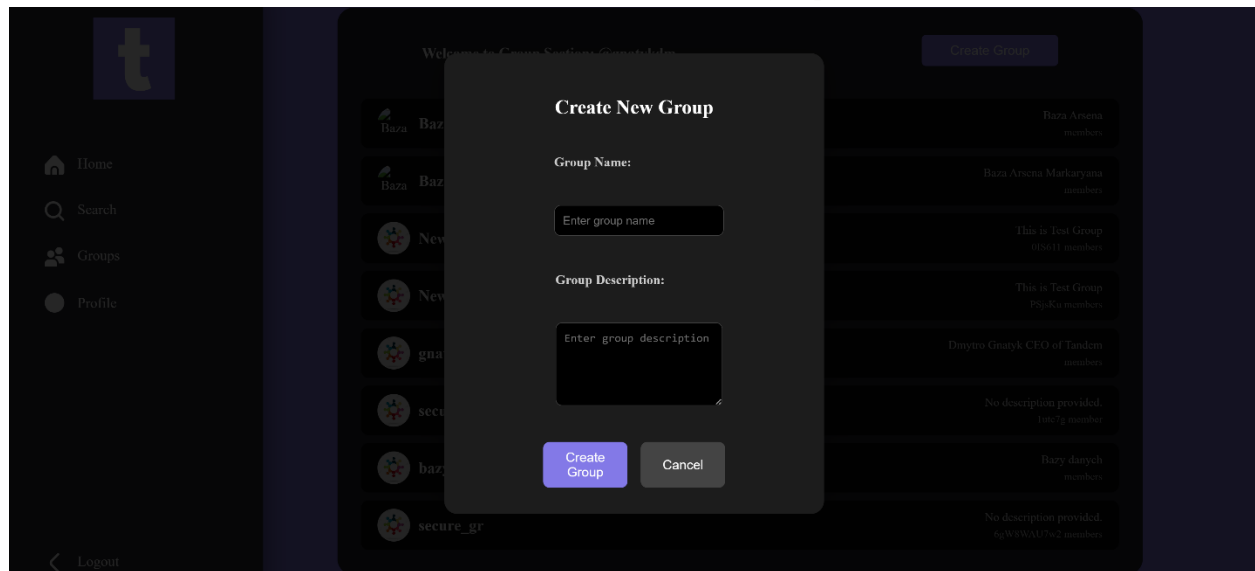 t
Create Group
Home
Search
Groups
Profile
Logout
Baza
Baza Arsena
members
Baza
Baza Arsena Markaryana
members
New
This is Test Group
members
New
This is Test Group
members
Dmytro Gnatyk CEO of Tandem
members
No description provided.
member
Bazy danych
members
secure_gr
No description provided.
members
Create New Group
Group Name:
Enter group name
Group Description:
Enter group description
Create
Group
Cancel